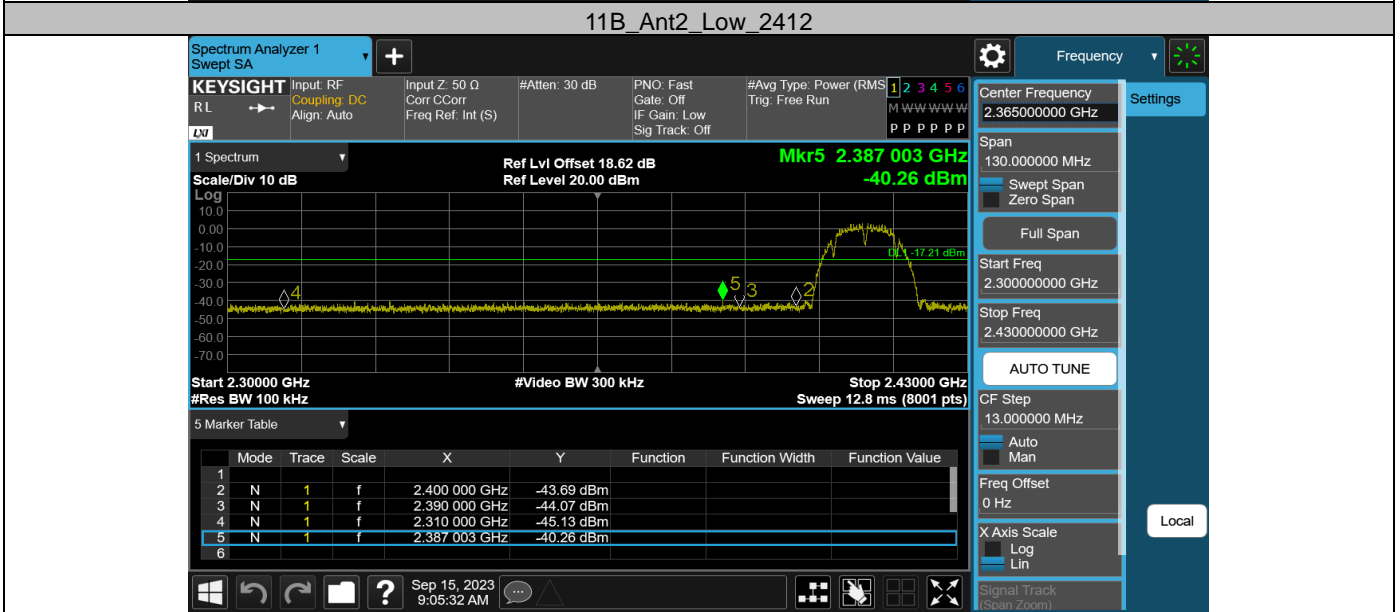 11B_Ant2_Low_2412
Spectrum Analyzer 1
Swept SA
+
Frequency
KEYSIGHT
RL
LXI
Input: RF
Coupling: DC
Align: Auto
Input Z: 50 Ω
Corr CCorr
Freq Ref: Int (S)
#Atten: 30 dB
PNO: Fast
Gate: Off
IF Gain: Low
Sig Track: Off
#Avg Type: Power (RMS
Trig: Free Run
1 2 3 4 5 6
M W W W W W
P P P P P P
1 Spectrum
Scale/Div 10 dB
Ref Lvl Offset 18.62 dB
Ref Level 20.00 dBm
Mkr5 2.387 003 GHz
-40.26 dBm
Log
10.0
0.00
-10.0
-20.0
-30.0
-40.0
-50.0
-60.0
-70.0
DL1 -17.21 dBm
4
5
3
2
Start 2.30000 GHz
#Res BW 100 kHz
#Video BW 300 kHz
Stop 2.43000 GHz
Sweep 12.8 ms (8001 pts)
5 Marker Table
Mode Trace Scale X Y Function Function Width Function Value
1
2 N 1 f 2.400 000 GHz -43.69 dBm
3 N 1 f 2.390 000 GHz -44.07 dBm
4 N 1 f 2.310 000 GHz -45.13 dBm
5 N 1 f 2.387 003 GHz -40.26 dBm
6
?
Sep 15, 2023
9:05:32 AM
Center Frequency
2.365000000 GHz
Span
130.000000 MHz
Swept Span
Zero Span
Full Span
Start Freq
2.300000000 GHz
Stop Freq
2.430000000 GHz
AUTO TUNE
CF Step
13.000000 MHz
Auto
Man
Freq Offset
0 Hz
X Axis Scale
Log
Lin
Signal Track
(Span Zoom)
Settings
Local